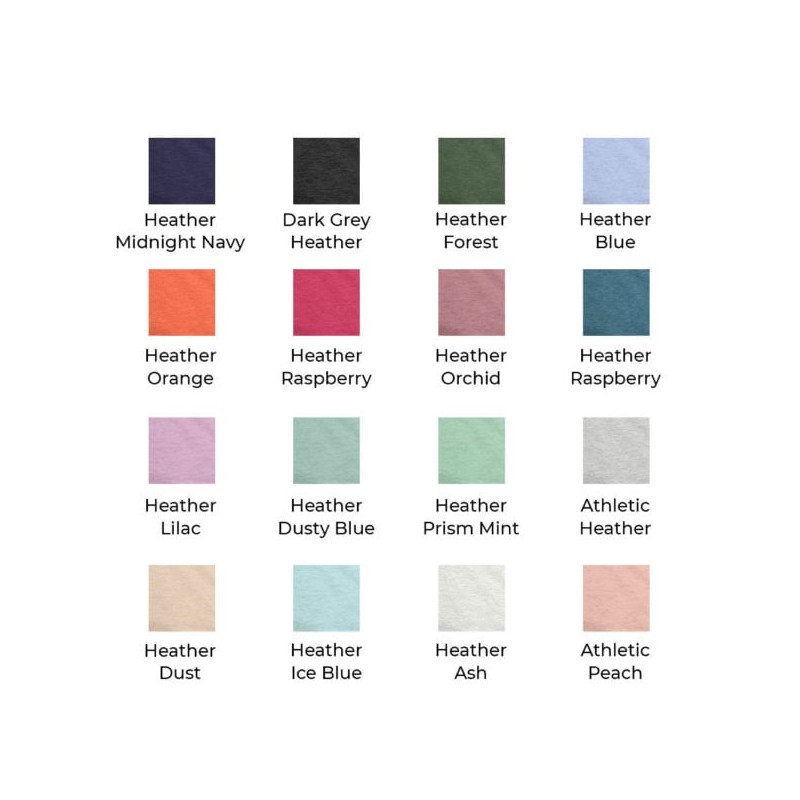 Heather
Midnight Navy
Dark Grey
Heather
Heather
Forest
Heather
Blue
Heather
Orange
Heather
Raspberry
Heather
Orchid
Heather
Raspberry
Heather
Lilac
Heather
Dusty Blue
Heather
Prism Mint
Athletic
Heather
Heather
Dust
Heather
Ice Blue
Heather
Ash
Athletic
Peach